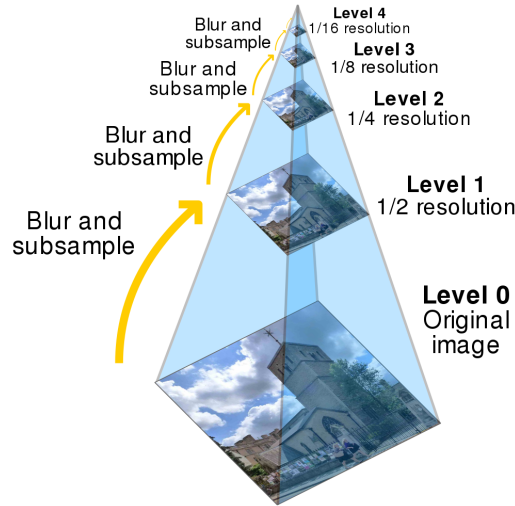 Level 4
1/16 resolution
Blur and
subsample
Level 3
1/8 resolution
Blur and
subsample
Level 2
1/4 resolution
Blur and
subsample
Level 1
1/2 resolution
Blur and
subsample
Level 0
Original
image